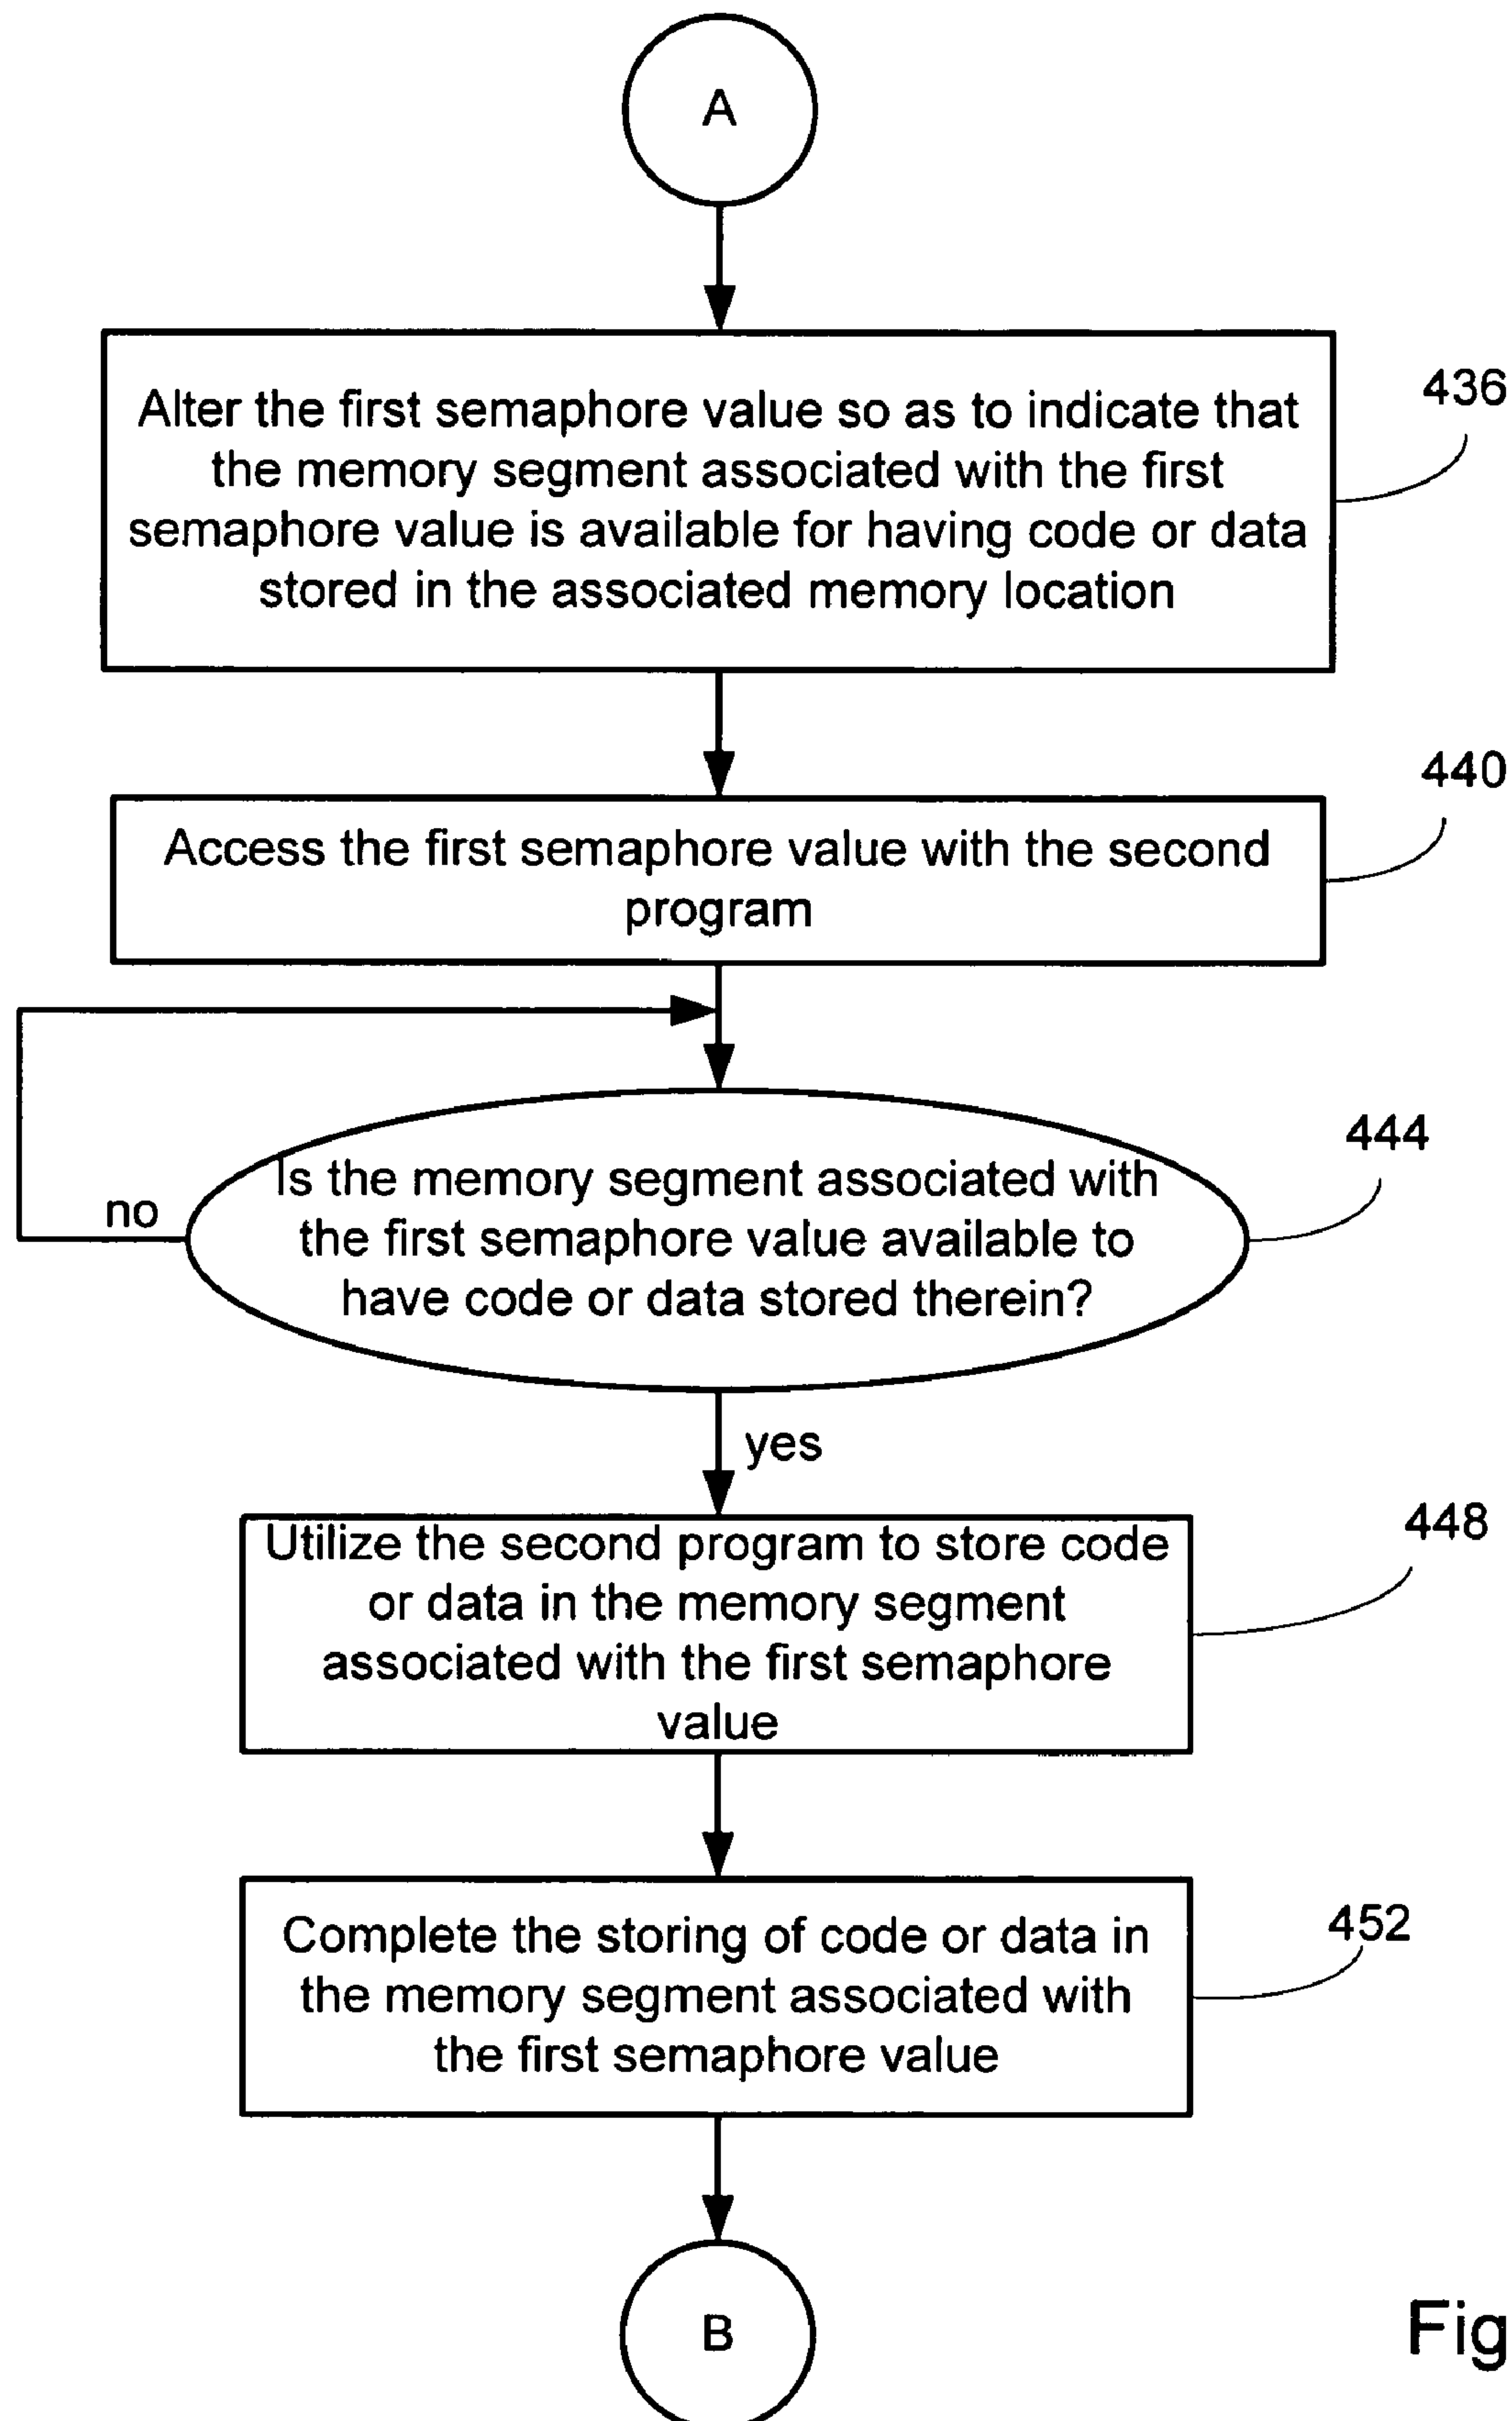 A
Alter the first semaphore value so as to indicate that
the memory segment associated with the first
semaphore value is available for having code or data
stored in the associated memory location
436
440
Access the first semaphore value with the second
program
444
Is the memory segment associated with
the first semaphore value available to
have code or data stored therein?
no
yes
448
Utilize the second program to store code
or data in the memory segment
associated with the first semaphore
value
452
Complete the storing of code or data in
the memory segment associated with
the first semaphore value
B
Fig